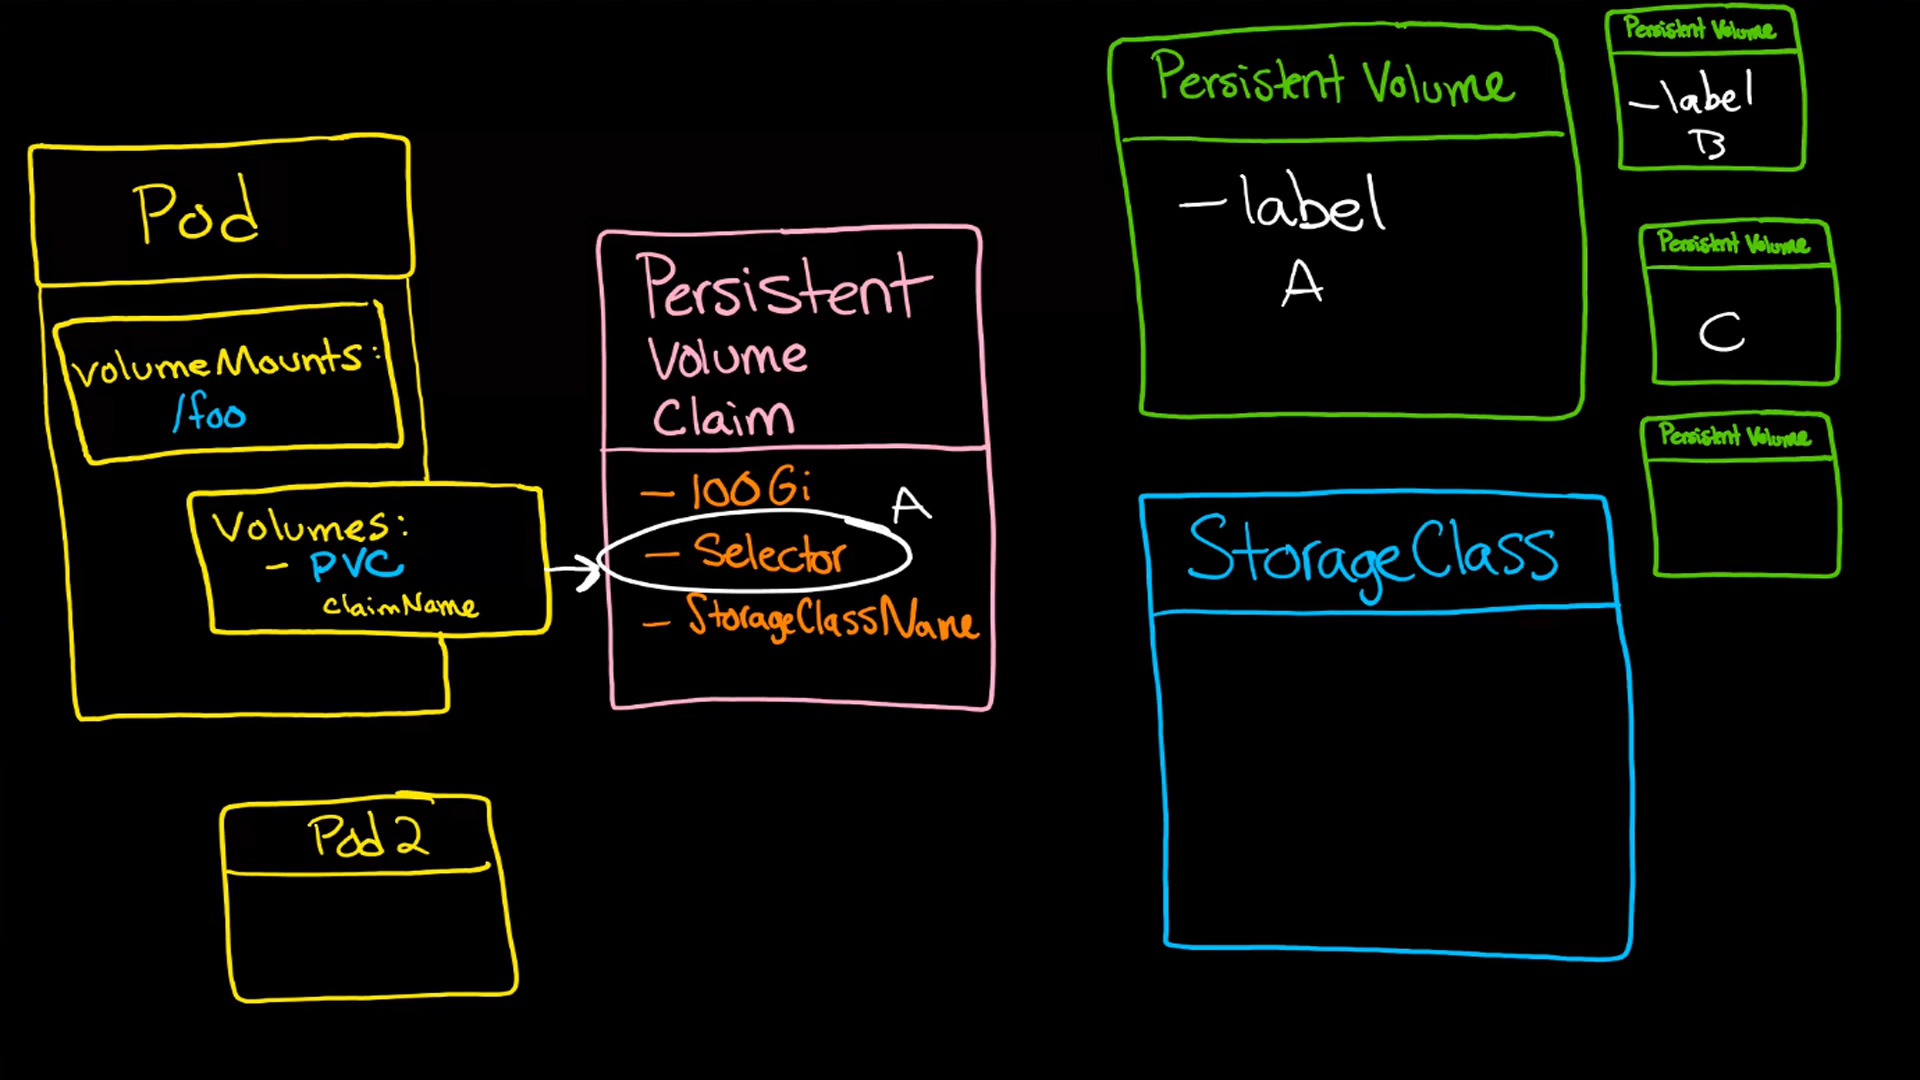 Pod
volumeMounts:
/foo
Volumes:
- PVC
claimName
Pod 2
Persistent
Volume
Claim
- 100Gi
A
- Selector
- StorageClassName
Persistent Volume
- label
A
StorageClass
Persistent Volume
- label
B
Persistent Volume
C
Persistent Volume